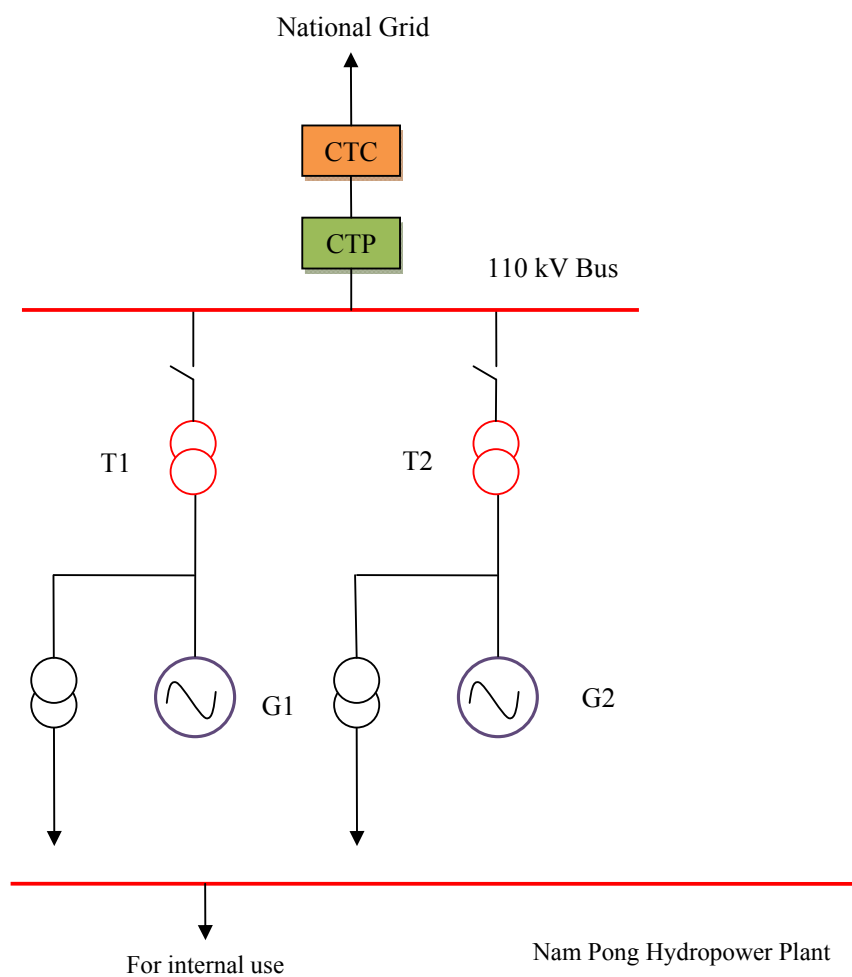 National Grid
CTC
CTP
110 kV Bus
T1
T2
G1
G2
For internal use
Nam Pong Hydropower Plant